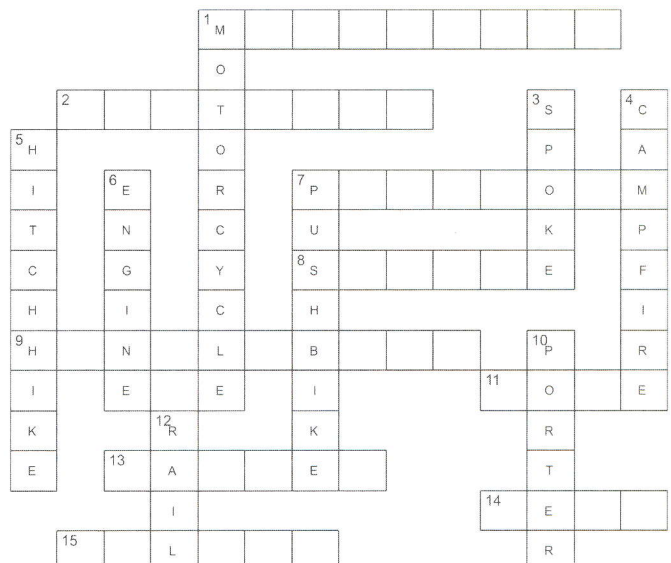 1 M
O
2 T 3 S 4 C
5 H O P A
I 6 E R 7 P O M
T N C U K P
C G Y 8 S E F
H I C H I
9 H N L B 10 P R
I E E I 11 O E
K 12 R K R
E 13 A E T
I 14 E
15 L R